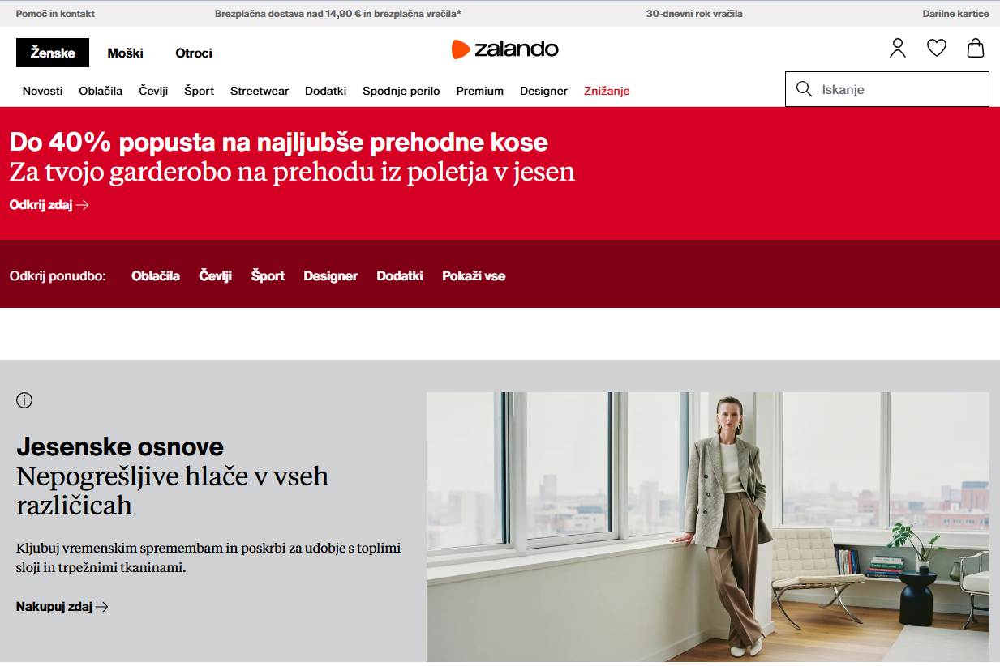 Pomoč in kontakt
Brezplačna dostava nad 14,90 € in brezplačna vračila*
30-dnevni rok vračila
Darilne kartice
Ženske
Moški
Otroci
zalando
Novosti
Oblačila
Čevlji
Šport
Streetwear
Dodatki
Spodnje perilo
Premium
Designer
Znižanje
Iskanje
Do 40% popusta na najljubše prehodne kose
Za tvojo garderobo na prehodu iz poletja v jesen
Odkrij zdaj
Odkrij ponudbo:
Oblačila
Čevlji
Šport
Designer
Dodatki
Pokaži vse
Jesenske osnove
Nepogrešljive hlače v vseh
različicah
Kljubuj vremenskim spremembam in poskrbi za udobje s toplimi
sloji in trpežnimi tkaninami.
Nakupuj zdaj